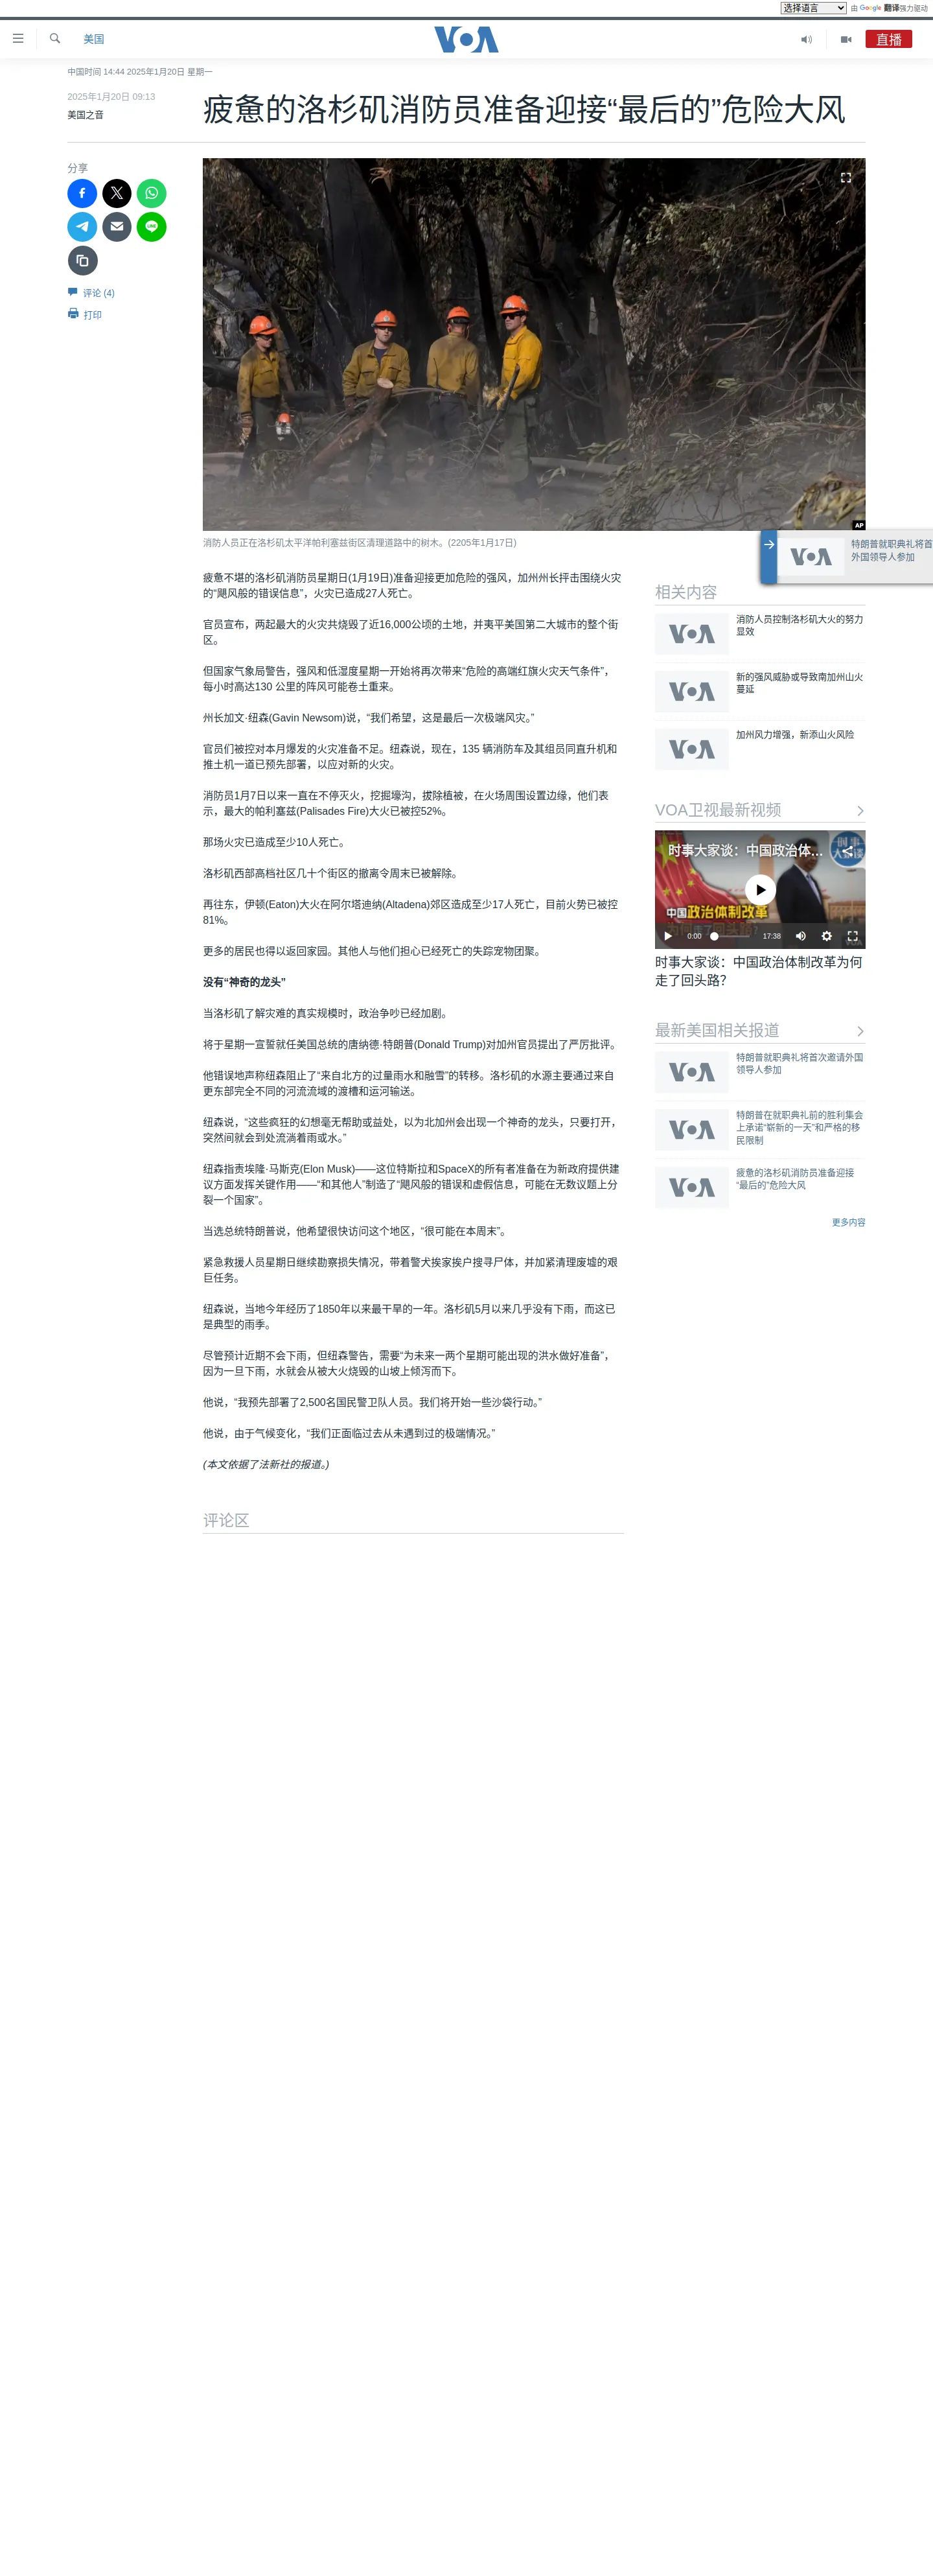 选择语言 由 Google 翻译强力驱动
美国
VOA
直播
中国时间 14:44 2025年1月20日 星期一
2025年1月20日 09:13
美国之音
疲惫的洛杉矶消防员准备迎接“最后的”危险大风
分享
评论 (4)
打印
AP
消防人员正在洛杉矶太平洋帕利塞兹街区清理道路中的树木。(2205年1月17日)
特朗普就职典礼将首
外国领导人参加
疲惫不堪的洛杉矶消防员星期日(1月19日)准备迎接更加危险的强风，加州州长抨击围绕火灾
的“飓风般的错误信息”，火灾已造成27人死亡。
官员宣布，两起最大的火灾共烧毁了近16,000公顷的土地，并夷平美国第二大城市的整个街
区。
但国家气象局警告，强风和低湿度星期一开始将再次带来“危险的高端红旗火灾天气条件”，
每小时高达130 公里的阵风可能卷土重来。
州长加文·纽森(Gavin Newsom)说，“我们希望，这是最后一次极端风灾。”
官员们被控对本月爆发的火灾准备不足。纽森说，现在，135 辆消防车及其组员同直升机和
推土机一道已预先部署，以应对新的火灾。
消防员1月7日以来一直在不停灭火，挖掘壕沟，拔除植被，在火场周围设置边缘，他们表
示，最大的帕利塞兹(Palisades Fire)大火已被控52%。
那场火灾已造成至少10人死亡。
洛杉矶西部高档社区几十个街区的撤离令周末已被解除。
再往东，伊顿(Eaton)大火在阿尔塔迪纳(Altadena)郊区造成至少17人死亡，目前火势已被控
81%。
更多的居民也得以返回家园。其他人与他们担心已经死亡的失踪宠物团聚。
没有“神奇的龙头”
当洛杉矶了解灾难的真实规模时，政治争吵已经加剧。
将于星期一宣誓就任美国总统的唐纳德·特朗普(Donald Trump)对加州官员提出了严厉批评。
他错误地声称纽森阻止了“来自北方的过量雨水和融雪”的转移。洛杉矶的水源主要通过来自
更东部完全不同的河流流域的渡槽和运河输送。
纽森说，“这些疯狂的幻想毫无帮助或益处，以为北加州会出现一个神奇的龙头，只要打开，
突然间就会到处流淌着雨或水。”
纽森指责埃隆·马斯克(Elon Musk)——这位特斯拉和SpaceX的所有者准备在为新政府提供建
议方面发挥关键作用——“和其他人”制造了“飓风般的错误和虚假信息，可能在无数议题上分
裂一个国家”。
当选总统特朗普说，他希望很快访问这个地区，“很可能在本周末”。
紧急救援人员星期日继续勘察损失情况，带着警犬挨家挨户搜寻尸体，并加紧清理废墟的艰
巨任务。
纽森说，当地今年经历了1850年以来最干旱的一年。洛杉矶5月以来几乎没有下雨，而这已
是典型的雨季。
尽管预计近期不会下雨，但纽森警告，需要“为未来一两个星期可能出现的洪水做好准备”，
因为一旦下雨，水就会从被大火烧毁的山坡上倾泻而下。
他说，“我预先部署了2,500名国民警卫队人员。我们将开始一些沙袋行动。”
他说，由于气候变化，“我们正面临过去从未遇到过的极端情况。”
(本文依据了法新社的报道。)
评论区
相关内容
VOA
消防人员控制洛杉矶大火的努力
显效
VOA
新的强风威胁或导致南加州山火
蔓延
VOA
加州风力增强，新添山火风险
VOA卫视最新视频
时事大家谈：中国政治体...
中国政治体制改革
0:00 17:38
时事大家谈：中国政治体制改革为何
走了回头路？
最新美国相关报道
VOA
特朗普就职典礼将首次邀请外国
领导人参加
VOA
特朗普在就职典礼前的胜利集会
上承诺“崭新的一天”和严格的移
民限制
VOA
疲惫的洛杉矶消防员准备迎接
“最后的”危险大风
更多内容